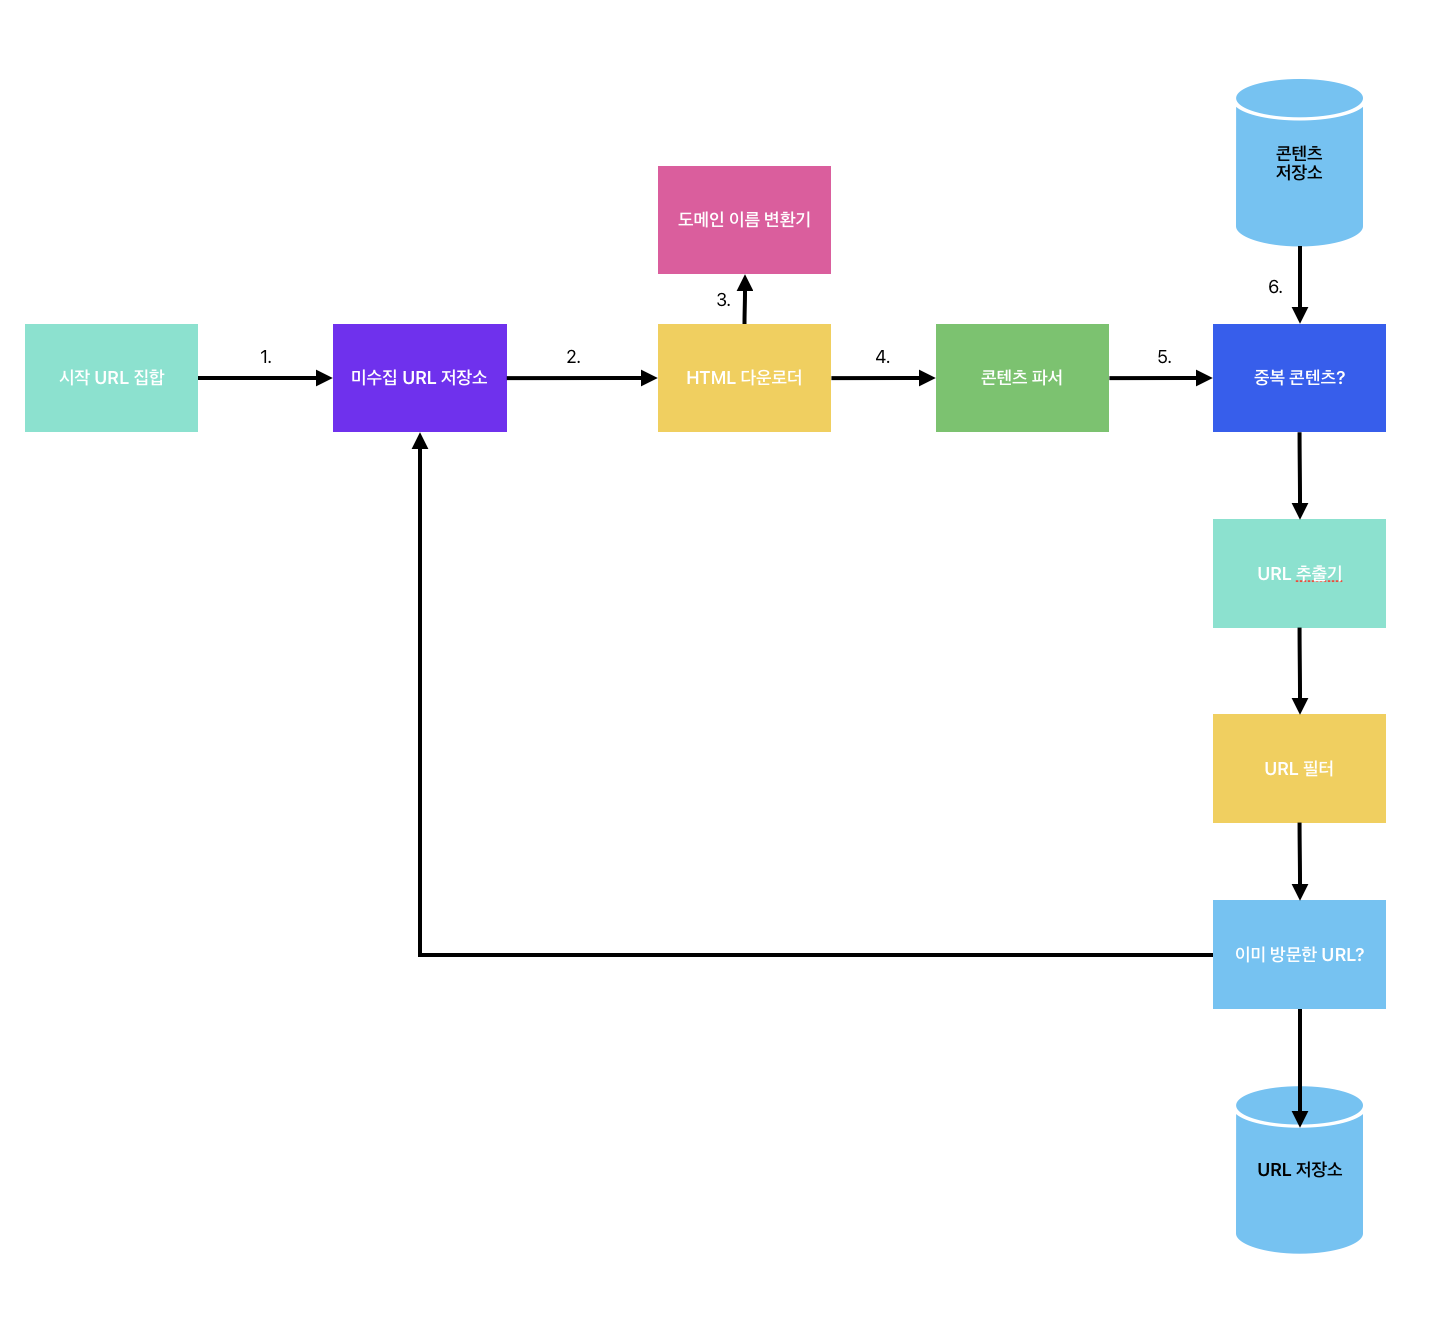 콘텐츠
저장소
도메인 이름 변환기
3.
6.
시작 URL 집합
1.
미수집 URL 저장소
2.
HTML 다운로더
4.
콘텐츠 파서
5.
중복 콘텐츠?
URL 추출기
URL 필터
이미 방문한 URL?
URL 저장소